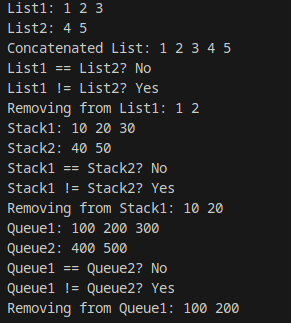 List1: 1 2 3
List2: 4 5
Concatenated List: 1 2 3 4 5
List1 == List2? No
List1 != List2? Yes
Removing from List1: 1 2
Stack1: 10 20 30
Stack2: 40 50
Stack1 == Stack2? No
Stack1 != Stack2? Yes
Removing from Stack1: 10 20
Queue1: 100 200 300
Queue2: 400 500
Queue1 == Queue2? No
Queue1 != Queue2? Yes
Removing from Queue1: 100 200